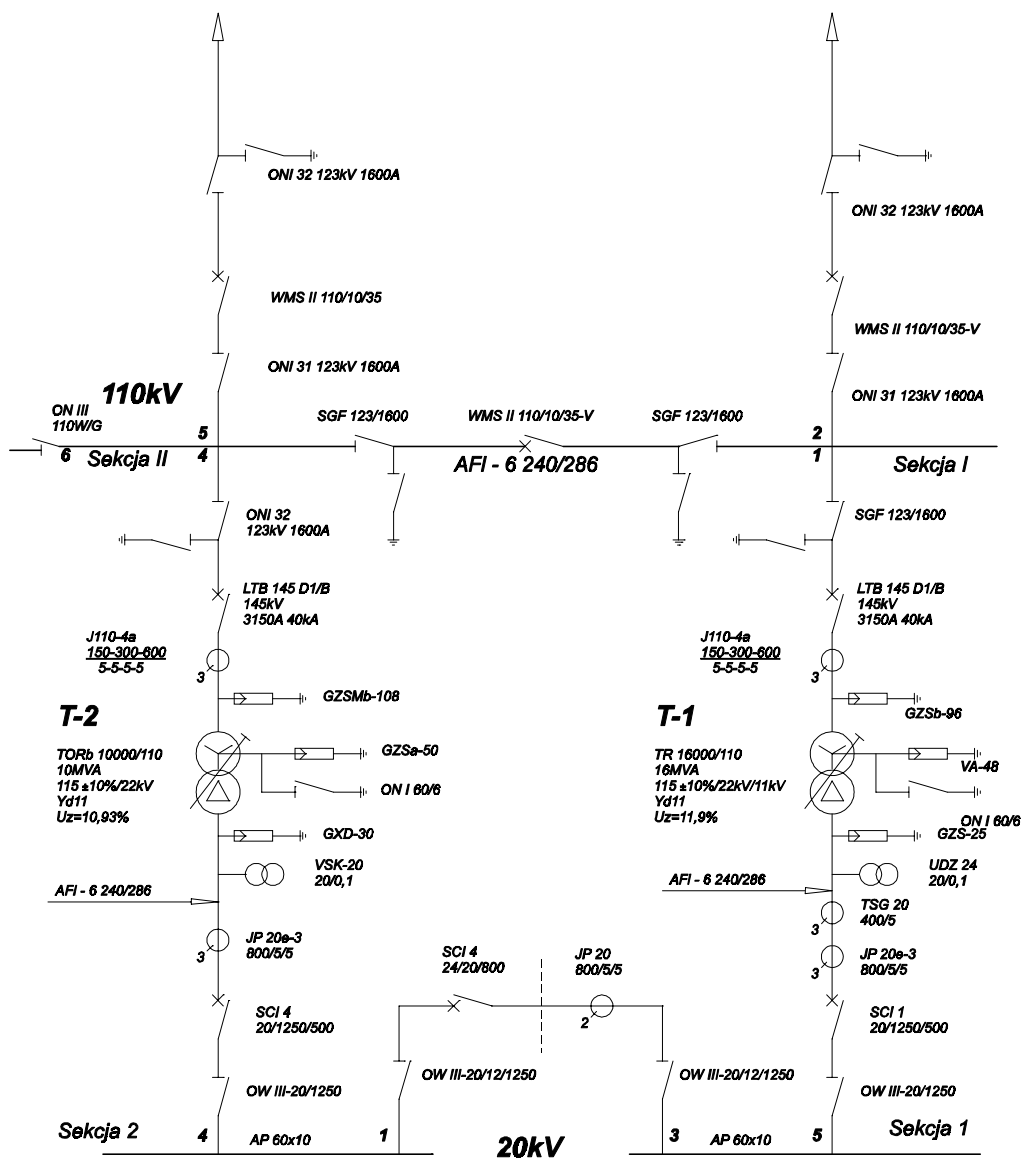 ONI 32 123kV 1600A
ONI 32 123kV 1600A
WMS II 110/10/35
WMS II 110/10/35-V
ONI 31 123kV 1600A
ONI 31 123kV 1600A
110kV
ON III
110W/G
SGF 123/1600
WMS II 110/10/35-V
SGF 123/1600
5
2
6
Sekcja II
4
AFl - 6 240/286
1
Sekcja I
ONI 32
123kV 1600A
SGF 123/1600
LTB 145 D1/B
145kV
3150A 40kA
LTB 145 D1/B
145kV
3150A 40kA
J110-4a
150-300-600
5-5-5-5
3
J110-4a
150-300-600
5-5-5-5
3
GZSMb-108
GZSb-96
T-2
T-1
TORb 10000/110
10MVA
115 ±10%/22kV
Yd11
Uz=10,93%
GZSa-50
ON I 60/6
TR 16000/110
16MVA
115 ±10%/22kV/11kV
Yd11
Uz=11,9%
VA-48
ON I 60/6
GXD-30
GZS-25
VSK-20
20/0,1
UDZ 24
20/0,1
AFl - 6 240/286
AFl - 6 240/286
TSG 20
400/5
3
JP 20e-3
800/5/5
3
SCI 4
24/20/800
JP 20
800/5/5
2
JP 20e-3
800/5/5
3
SCI 4
20/1250/500
SCI 1
20/1250/500
OW III-20/1250
OW III-20/12/1250
OW III-20/12/1250
OW III-20/1250
Sekcja 2
4
AP 60x10
1
20kV
3
AP 60x10
5
Sekcja 1